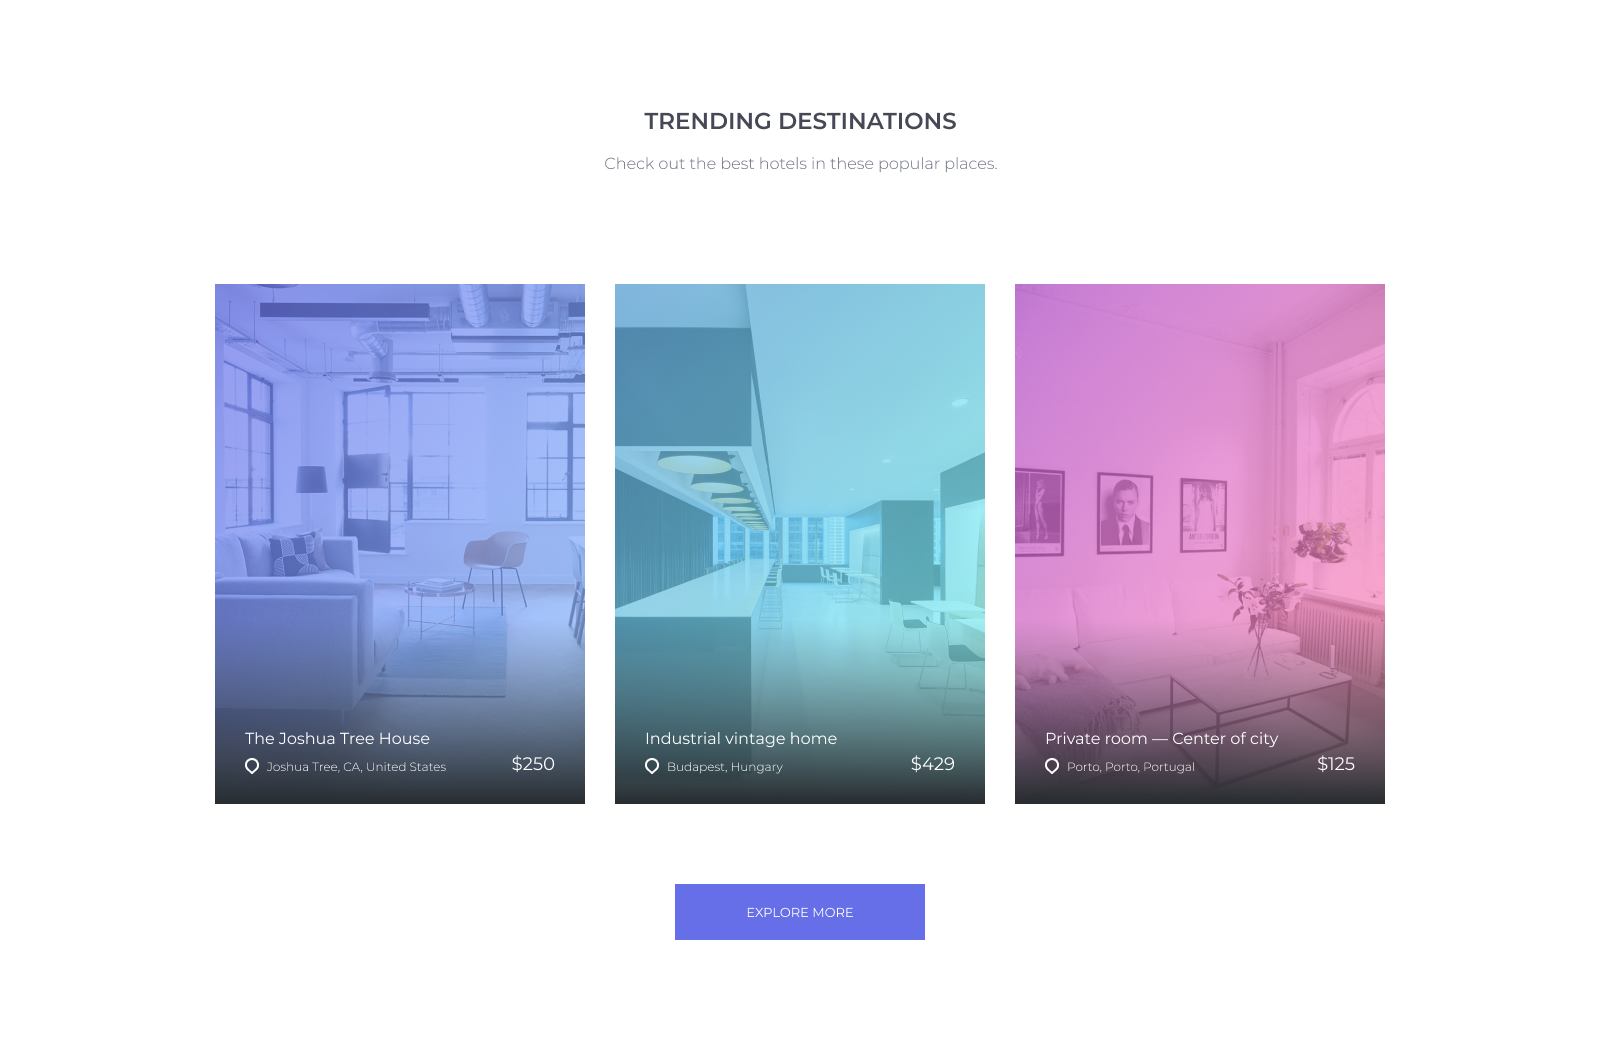 TRENDING DESTINATIONS
Check out the best hotels in these popular places.
The Joshua Tree House
Joshua Tree, CA, United States
$250
Industrial vintage home
Budapest, Hungary
$429
Private room — Center of city
Porto, Porto, Portugal
$125
EXPLORE MORE